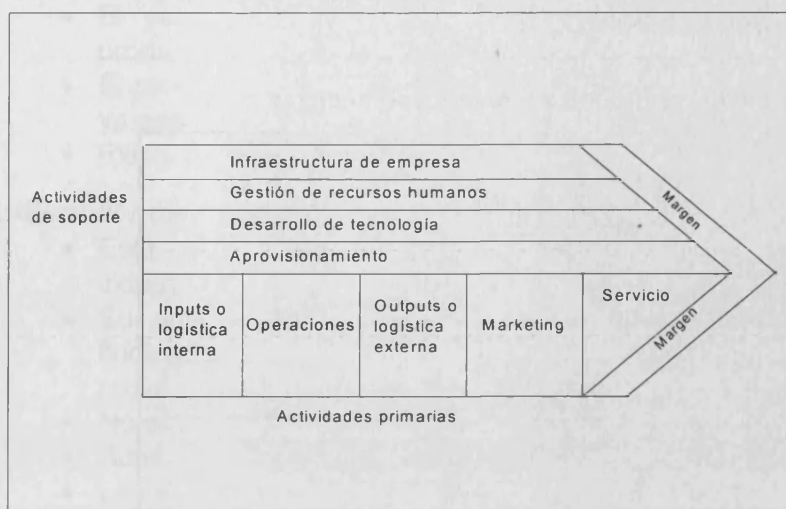 Infraestructura de empresa
Gestión de recursos humanos
Desarrollo de tecnología
Aprovisionamiento
Actividades
de soporte
Margen
Inputs o
logística
interna
Operaciones
Outputs o
logística
externa
Marketing
Servicio
Margen
Actividades primarias